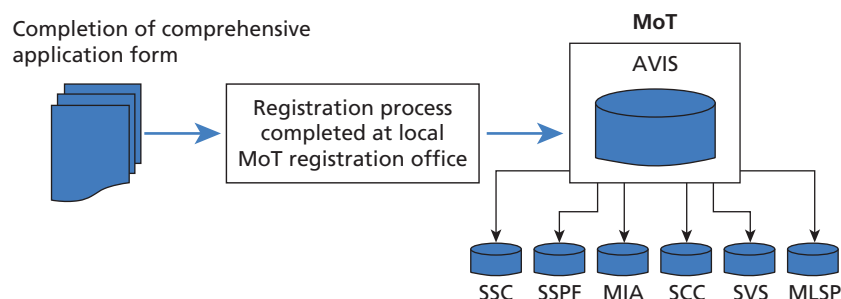 Completion of comprehensive
application form
Registration process
completed at local
MoT registration office
MoT
AVIS
SSC SSPF MIA SCC SVS MLSP